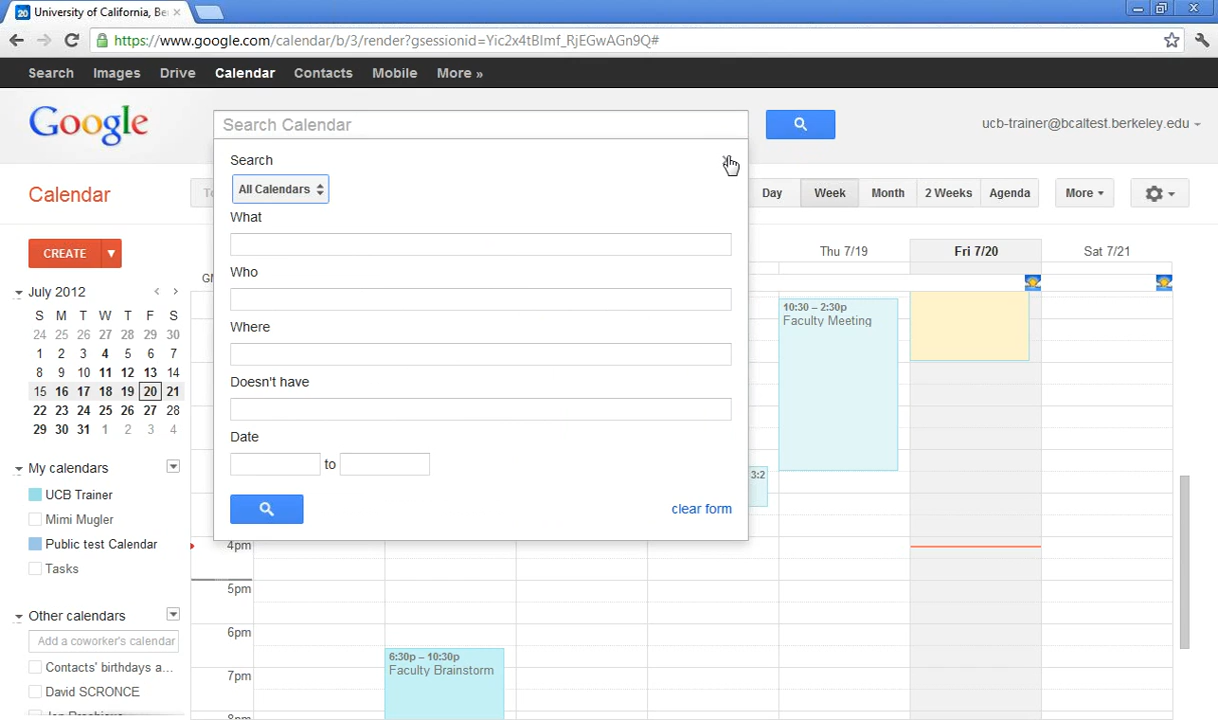 20 University of California, Be
https://www.google.com/calendar/b/3/render?gsessionid=Yic2x4tBImf_RjEGwAGn9Q#
Search Images Drive Calendar Contacts Mobile More »
Google
Search Calendar
ucb-trainer@bcaltest.berkeley.edu
Search
All Calendars
What
Who
Where
Doesn't have
Date
to
clear form
Calendar
To
Day Week Month 2 Weeks Agenda More
CREATE
GM
Thu 7/19 Fri 7/20 Sat 7/21
July 2012
S M T W T F S
24 25 26 27 28 29 30
1 2 3 4 5 6 7
8 9 10 11 12 13 14
15 16 17 18 19 20 21
22 23 24 25 26 27 28
29 30 31 1 2 3 4
10:30 – 2:30p
Faculty Meeting
3:2
My calendars
UCB Trainer
Mimi Mugler
Public test Calendar
Tasks
Other calendars
Add a coworker's calendar
Contacts' birthdays a...
David SCRONCE
4pm
5pm
6pm
7pm
8pm
6:30p – 10:30p
Faculty Brainstorm